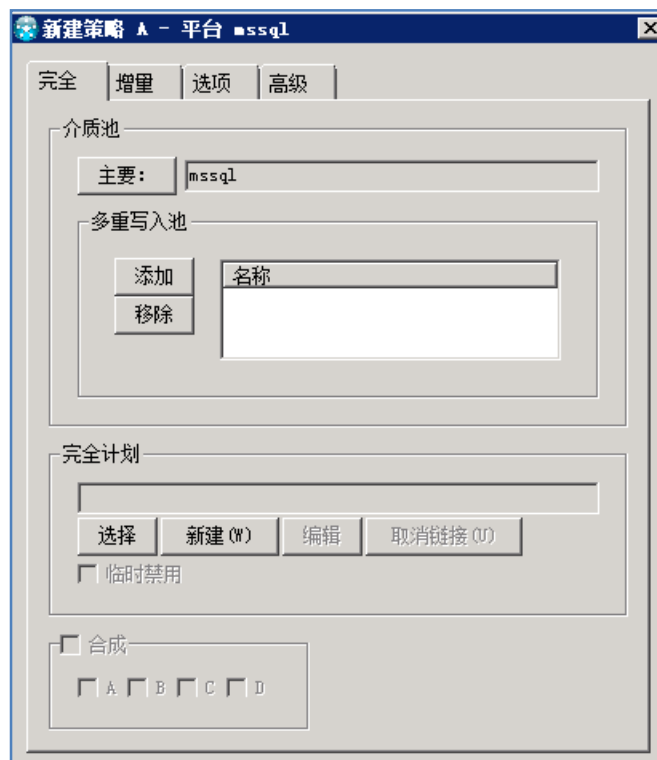 新建策略 A - 平台 mssql
完全 增量 选项 高级
介质池
主要: mssql
多重写入池
添加 名称
移除
完全计划
选择 新建(W) 编辑 取消链接(U)
临时禁用
合成
A B C D